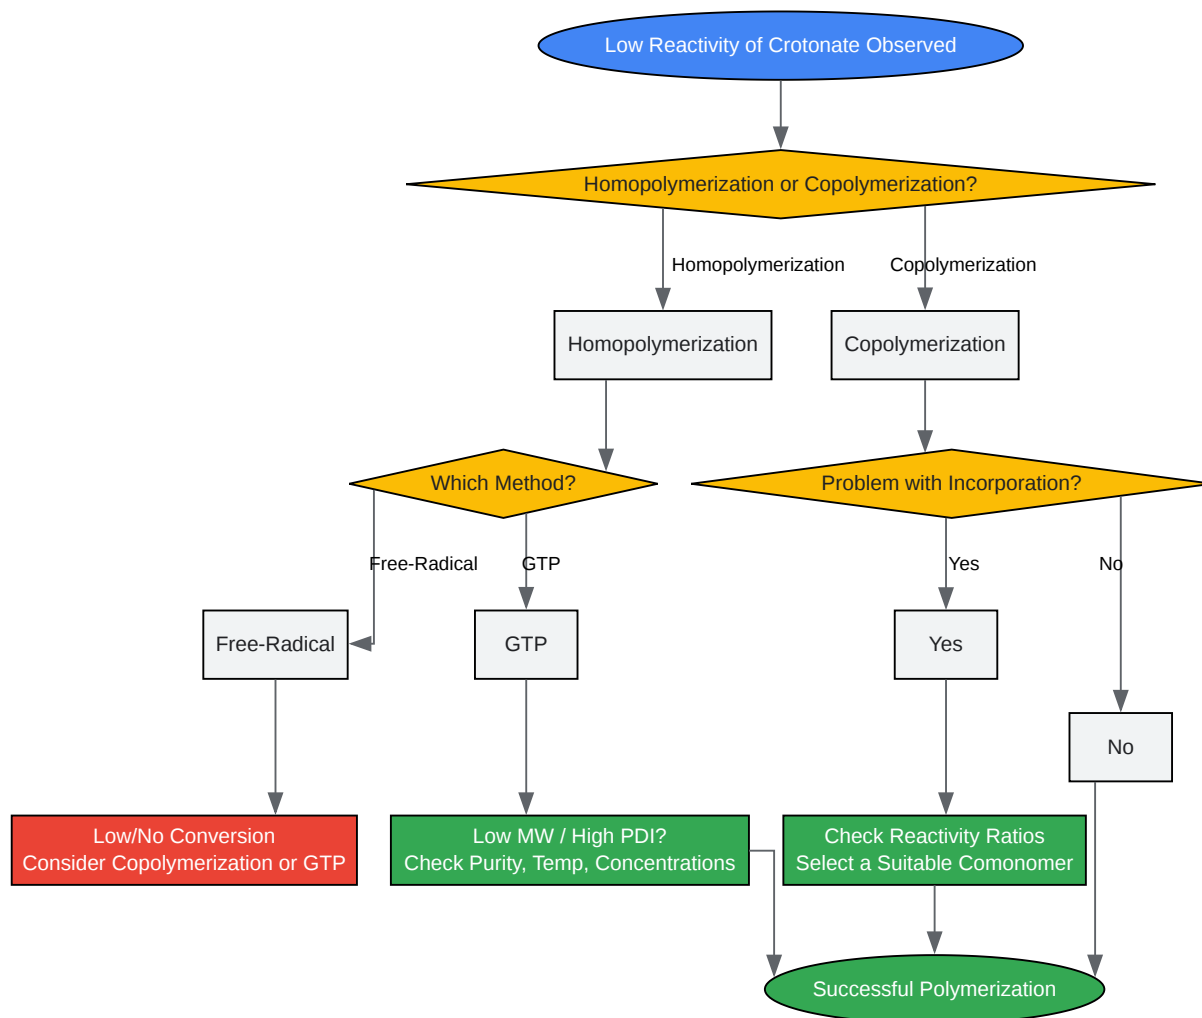 Low Reactivity of Crotonate Observed
Homopolymerization or Copolymerization?
Homopolymerization
Copolymerization
Homopolymerization
Copolymerization
Which Method?
Problem with Incorporation?
Free-Radical
GTP
Yes
No
Free-Radical
GTP
Yes
No
Low/No Conversion
Consider Copolymerization or GTP
Low MW / High PDI?
Check Purity, Temp, Concentrations
Check Reactivity Ratios
Select a Suitable Comonomer
Successful Polymerization